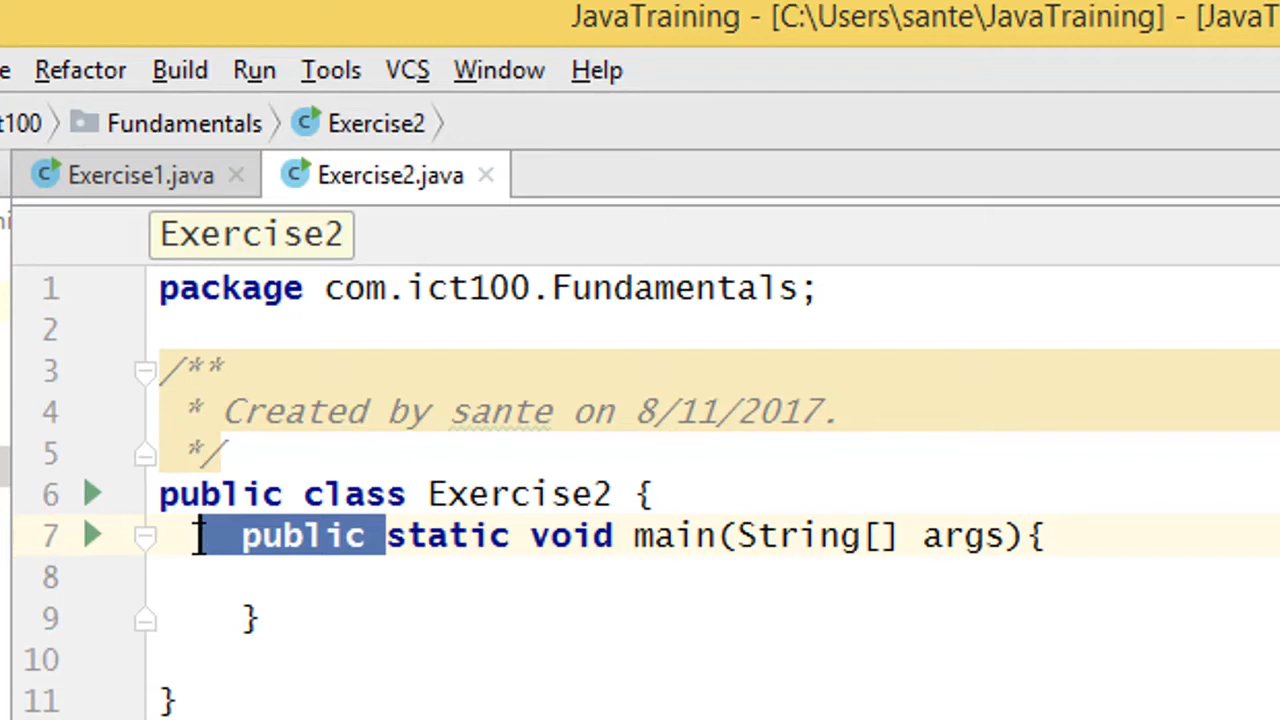 JavaTraining - [C:\Users\sante\JavaTraining] - [JavaT
e Refactor Build Run Tools VCS Window Help
t100 Fundamentals Exercise2
Exercise1.java Exercise2.java
Exercise2
1 package com.ict100.Fundamentals;
2
3 /**
4 * Created by sante on 8/11/2017.
5 */
6 public class Exercise2 {
7 public static void main(String[] args){
8
9 }
10
11 }